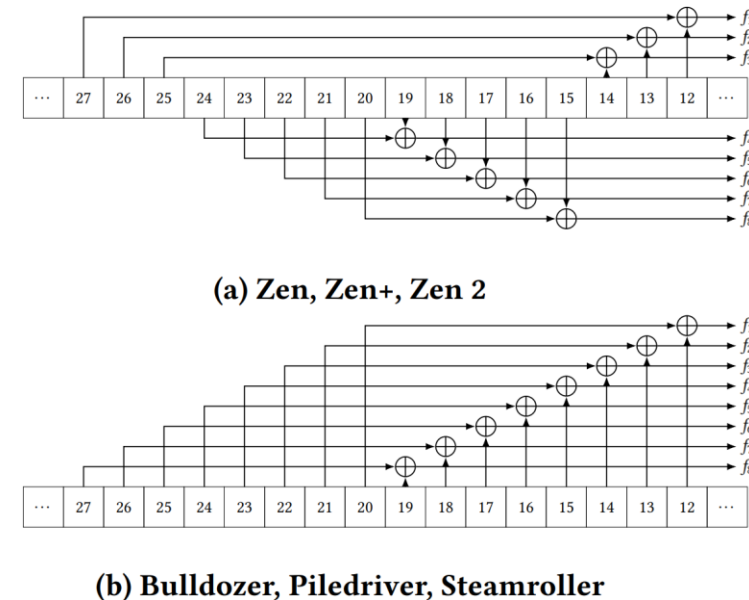 ··· 27 26 25 24 23 22 21 20 19 18 17 16 15 14 13 12 ···
(a) Zen, Zen+, Zen 2
··· 27 26 25 24 23 22 21 20 19 18 17 16 15 14 13 12 ···
(b) Bulldozer, Piledriver, Steamroller